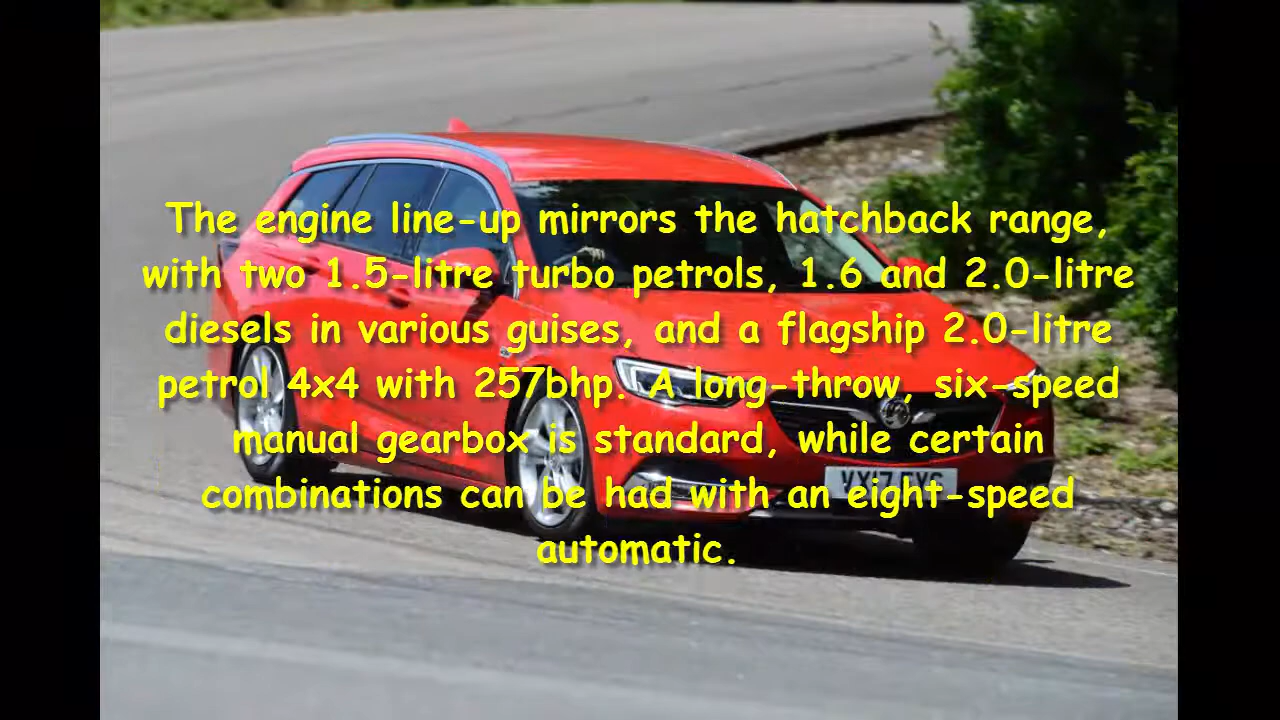 The engine line-up mirrors the hatchback range,
with two 1.5-litre turbo petrols, 1.6 and 2.0-litre
diesels in various guises, and a flagship 2.0-litre
petrol 4x4 with 257bhp. A long-throw, six-speed
manual gearbox is standard, while certain
combinations can be had with an eight-speed
automatic.